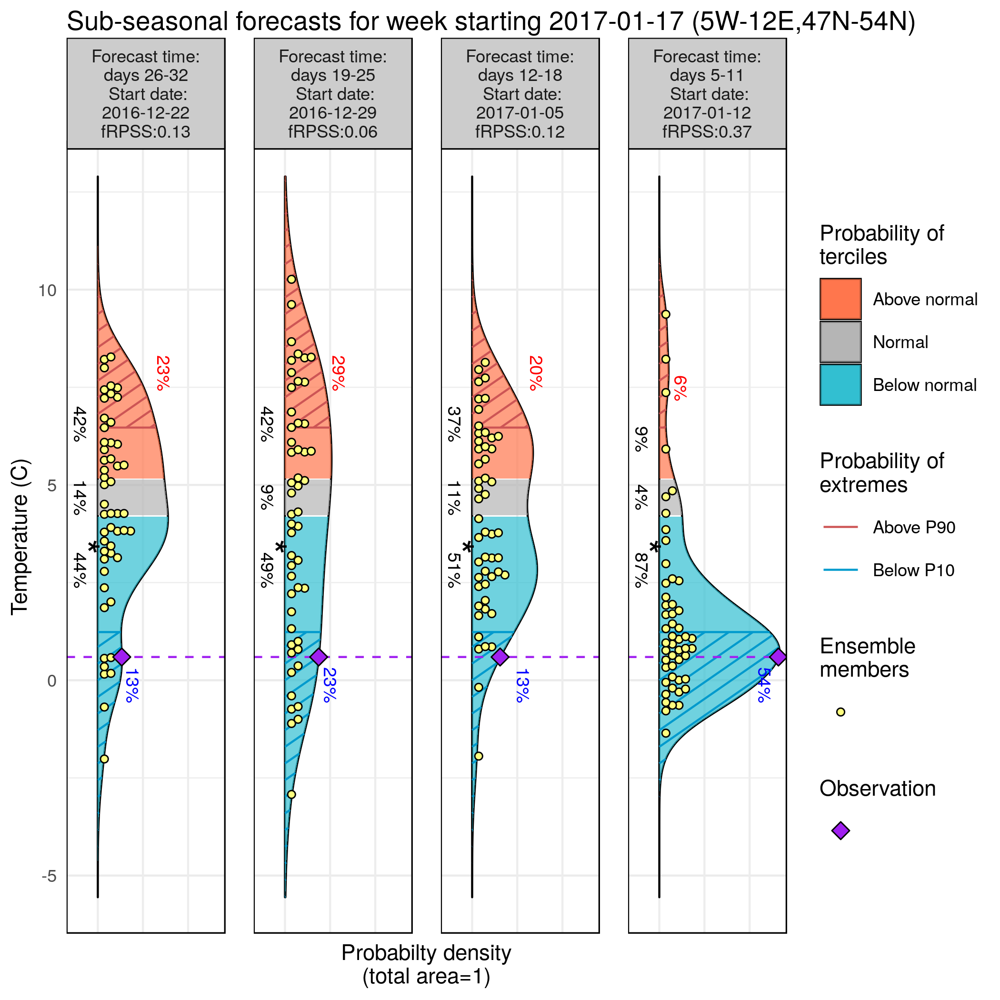 Sub-seasonal forecasts for week starting 2017-01-17 (5W-12E,47N-54N)
Forecast time:
days 26-32
Start date:
2016-12-22
fRPSS:0.13
Forecast time:
days 19-25
Start date:
2016-12-29
fRPSS:0.06
Forecast time:
days 12-18
Start date:
2017-01-05
fRPSS:0.12
Forecast time:
days 5-11
Start date:
2017-01-12
fRPSS:0.37
Temperature (C)
10
5
0
-5
23%
42%
14%
*
44%
13%
29%
42%
9%
*
49%
23%
20%
37%
11%
*
51%
13%
6%
9%
4%
*
87%
54%
Probabilty density
(total area=1)
Probability of
terciles
Above normal
Normal
Below normal
Probability of
extremes
Above P90
Below P10
Ensemble
members
Observation